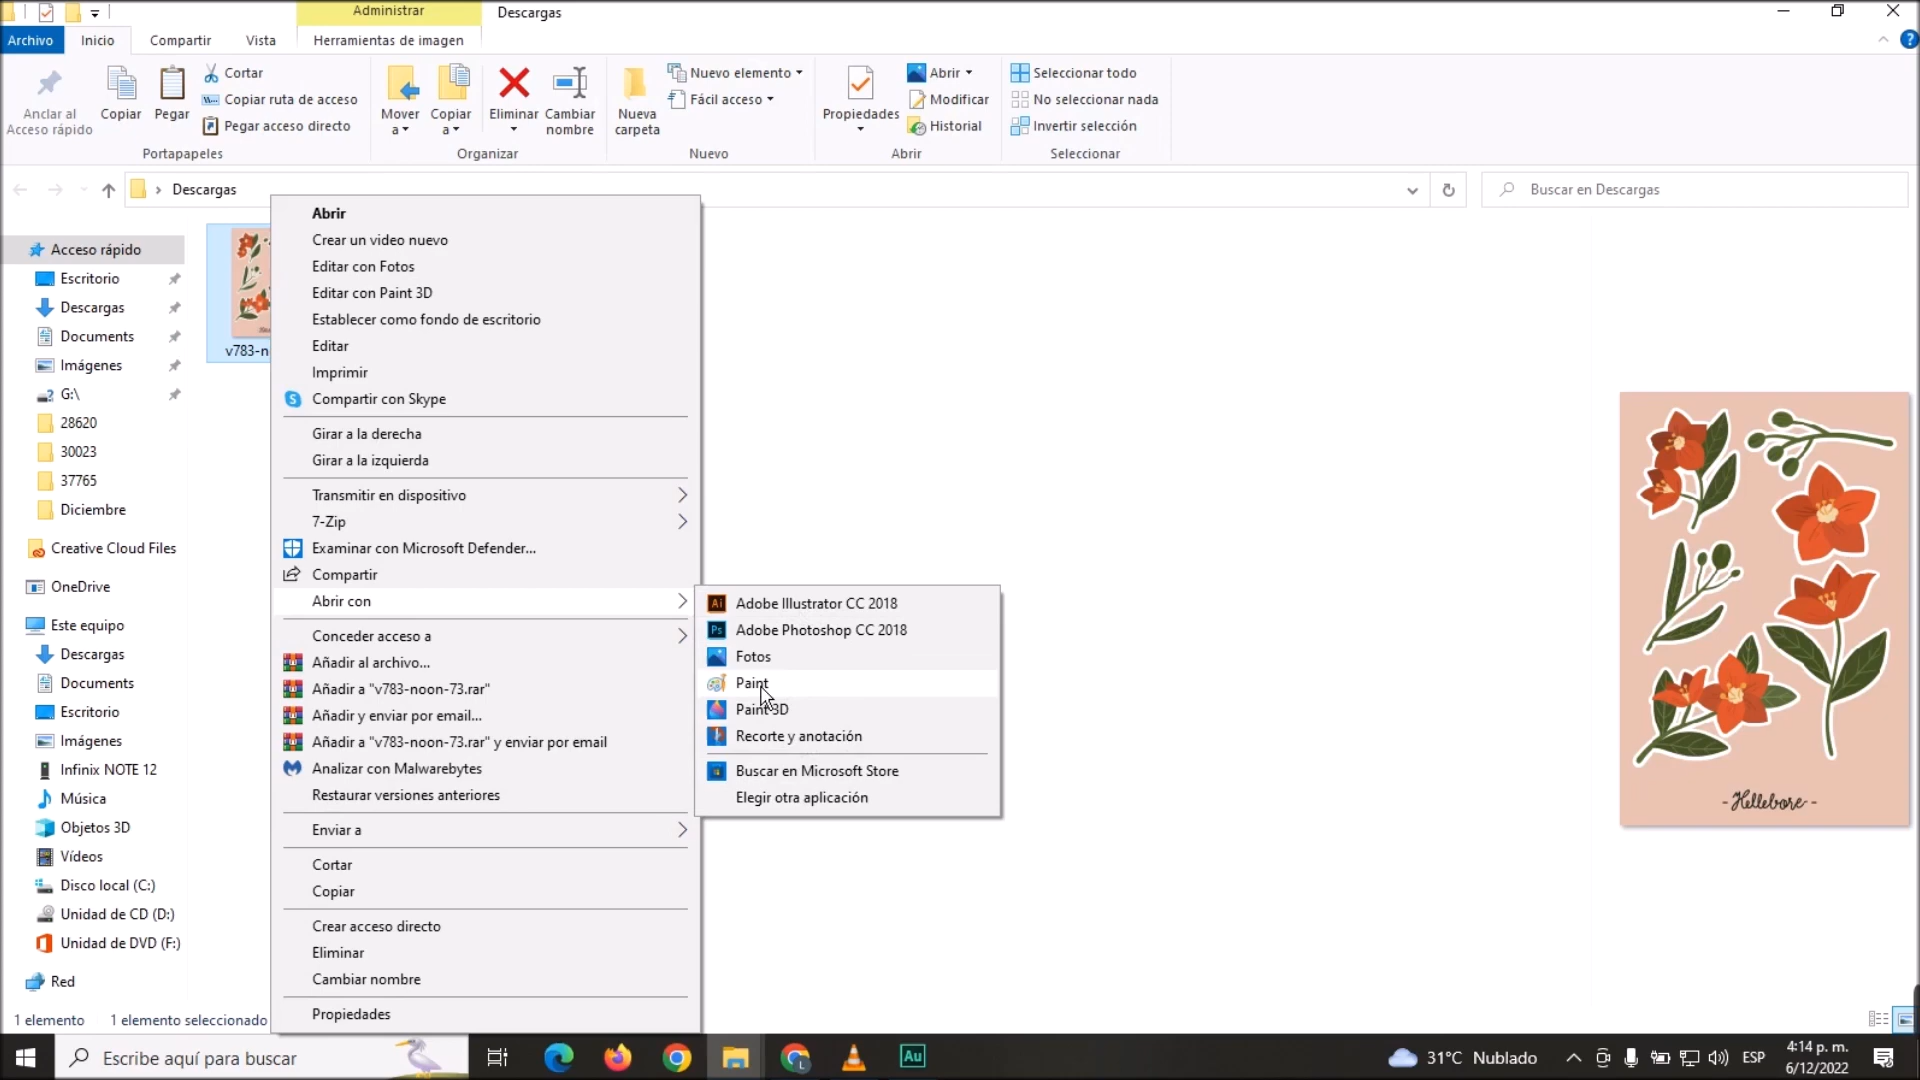 Administrar
Descargas
Archivo
Inicio
Compartir
Vista
Herramientas de imagen
Anclar al
Acceso rápido
Copiar
Pegar
Cortar
Copiar ruta de acceso
Pegar acceso directo
Portapapeles
Mover
a
Copiar
a
Eliminar
Cambiar
nombre
Organizar
Nueva
carpeta
Nuevo elemento
Fácil acceso
Nuevo
Propiedades
Abrir
Modificar
Historial
Abrir
Seleccionar todo
No seleccionar nada
Invertir selección
Seleccionar
Descargas
Buscar en Descargas
Acceso rápido
Escritorio
Descargas
Documents
Imágenes
G:\
28620
30023
37765
Diciembre
Creative Cloud Files
OneDrive
Este equipo
Descargas
Documents
Escritorio
Imágenes
Infinix NOTE 12
Música
Objetos 3D
Vídeos
Disco local (C:)
Unidad de CD (D:)
Unidad de DVD (F:)
Red
Abrir
Crear un video nuevo
Editar con Fotos
Editar con Paint 3D
Establecer como fondo de escritorio
Editar
Imprimir
S Compartir con Skype
Girar a la derecha
Girar a la izquierda
Transmitir en dispositivo
7-Zip
Examinar con Microsoft Defender...
Compartir
Abrir con
Conceder acceso a
Añadir al archivo...
Añadir a "v783-noon-73.rar"
Añadir y enviar por email...
Añadir a "v783-noon-73.rar" y enviar por email
Analizar con Malwarebytes
Restaurar versiones anteriores
Enviar a
Cortar
Copiar
Crear acceso directo
Eliminar
Cambiar nombre
Propiedades
Ai Adobe Illustrator CC 2018
Ps Adobe Photoshop CC 2018
Fotos
Paint
Paint 3D
Recorte y anotación
Buscar en Microsoft Store
Elegir otra aplicación
-Hellebore-
1 elemento
1 elemento seleccionado
Escribe aquí para buscar
L
Au
31°C Nublado
ESP
4:14 p. m.
6/12/2022